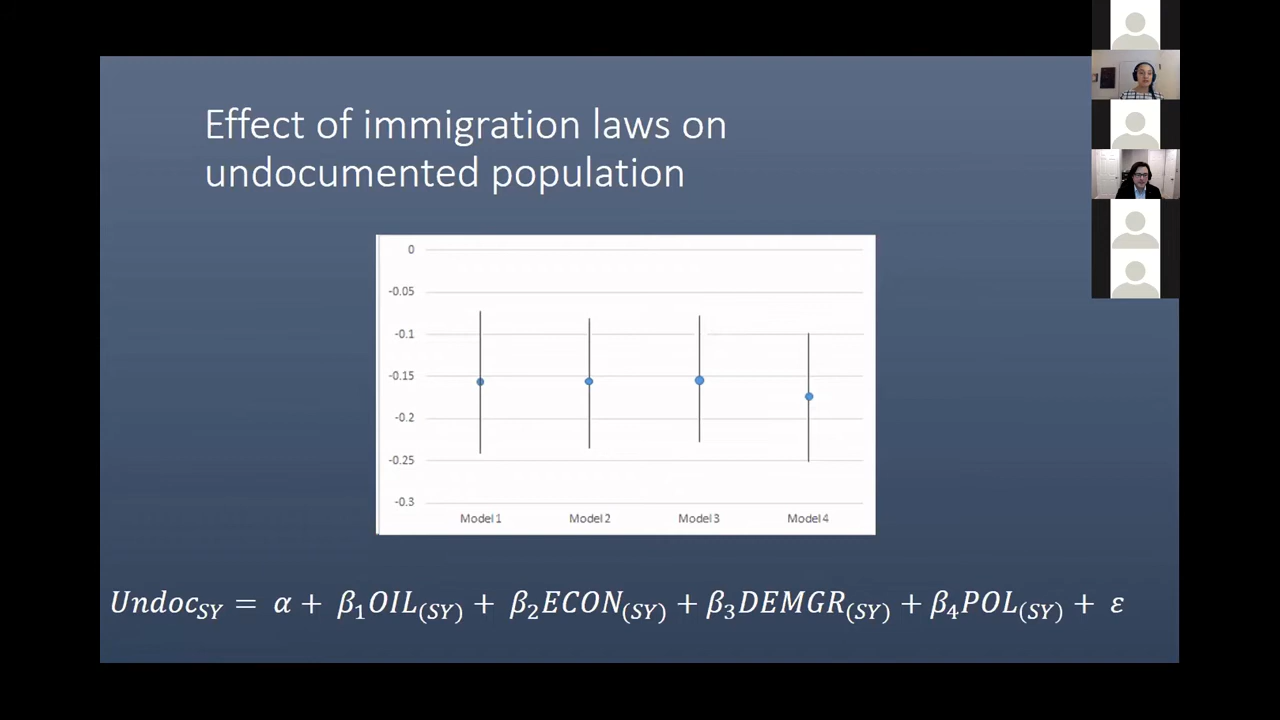 Effect of immigration laws on
undocumented population
0
-0.05
-0.1
-0.15
-0.2
-0.25
-0.3
Model 1 Model 2 Model 3 Model 4
Undoc_SY = α + β₁OIL_(SY) + β₂ECON_(SY) + β₃DEMGR_(SY) + β₄POL_(SY) + ε